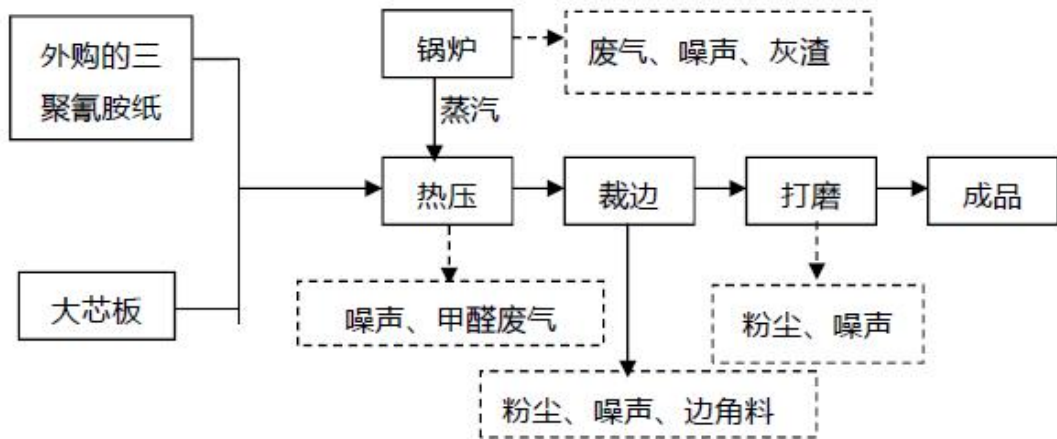 外购的三
聚氰胺纸
锅炉
废气、噪声、灰渣
蒸汽
热压
裁边
打磨
成品
大芯板
噪声、甲醛废气
粉尘、噪声
粉尘、噪声、边角料